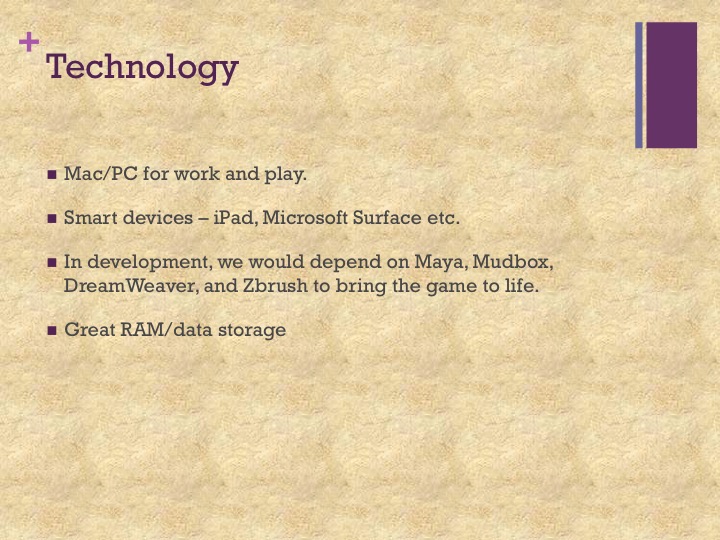 +
Technology
■ Mac/PC for work and play.
■ Smart devices – iPad, Microsoft Surface etc.
■ In development, we would depend on Maya, Mudbox,
DreamWeaver, and Zbrush to bring the game to life.
■ Great RAM/data storage